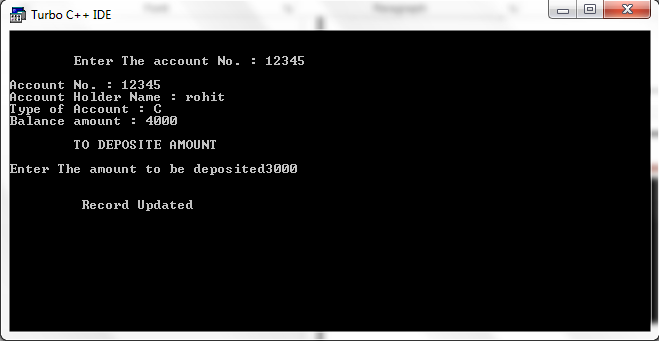 Turbo C++ IDE
Enter The account No. : 12345
Account No. : 12345
Account Holder Name : rohit
Type of Account : C
Balance amount : 4000
TO DEPOSITE AMOUNT
Enter The amount to be deposited3000
Record Updated